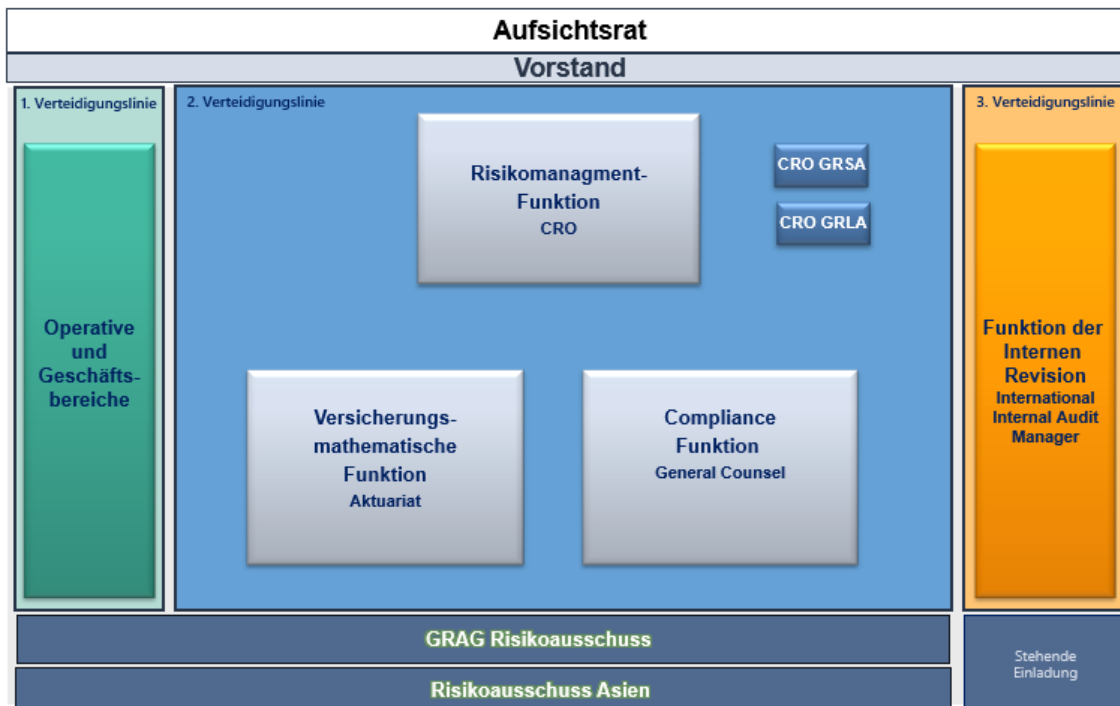 Aufsichtsrat
Vorstand
1. Verteidigungslinie
Operative
und
Geschäfts-
bereiche
2. Verteidigungslinie
Risikomanagment-
Funktion
CRO
CRO GRSA
CRO GRLA
Versicherungs-
mathematische
Funktion
Aktuariat
Compliance
Funktion
General Counsel
3. Verteidigungslinie
Funktion der
Internen
Revision
International
Internal Audit
Manager
GRAG Risikoausschuss
Risikoausschuss Asien
Stehende
Einladung